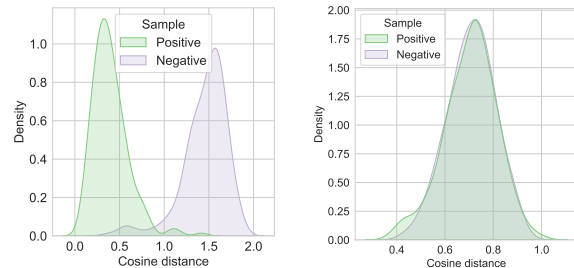 Sample
Positive
Negative
1.0
0.8
0.6
0.4
0.2
0.0
Density
0.0 0.5 1.0 1.5 2.0
Cosine distance
Sample
Positive
Negative
2.00
1.75
1.50
1.25
1.00
0.75
0.50
0.25
0.00
Density
0.4 0.6 0.8 1.0
Cosine distance